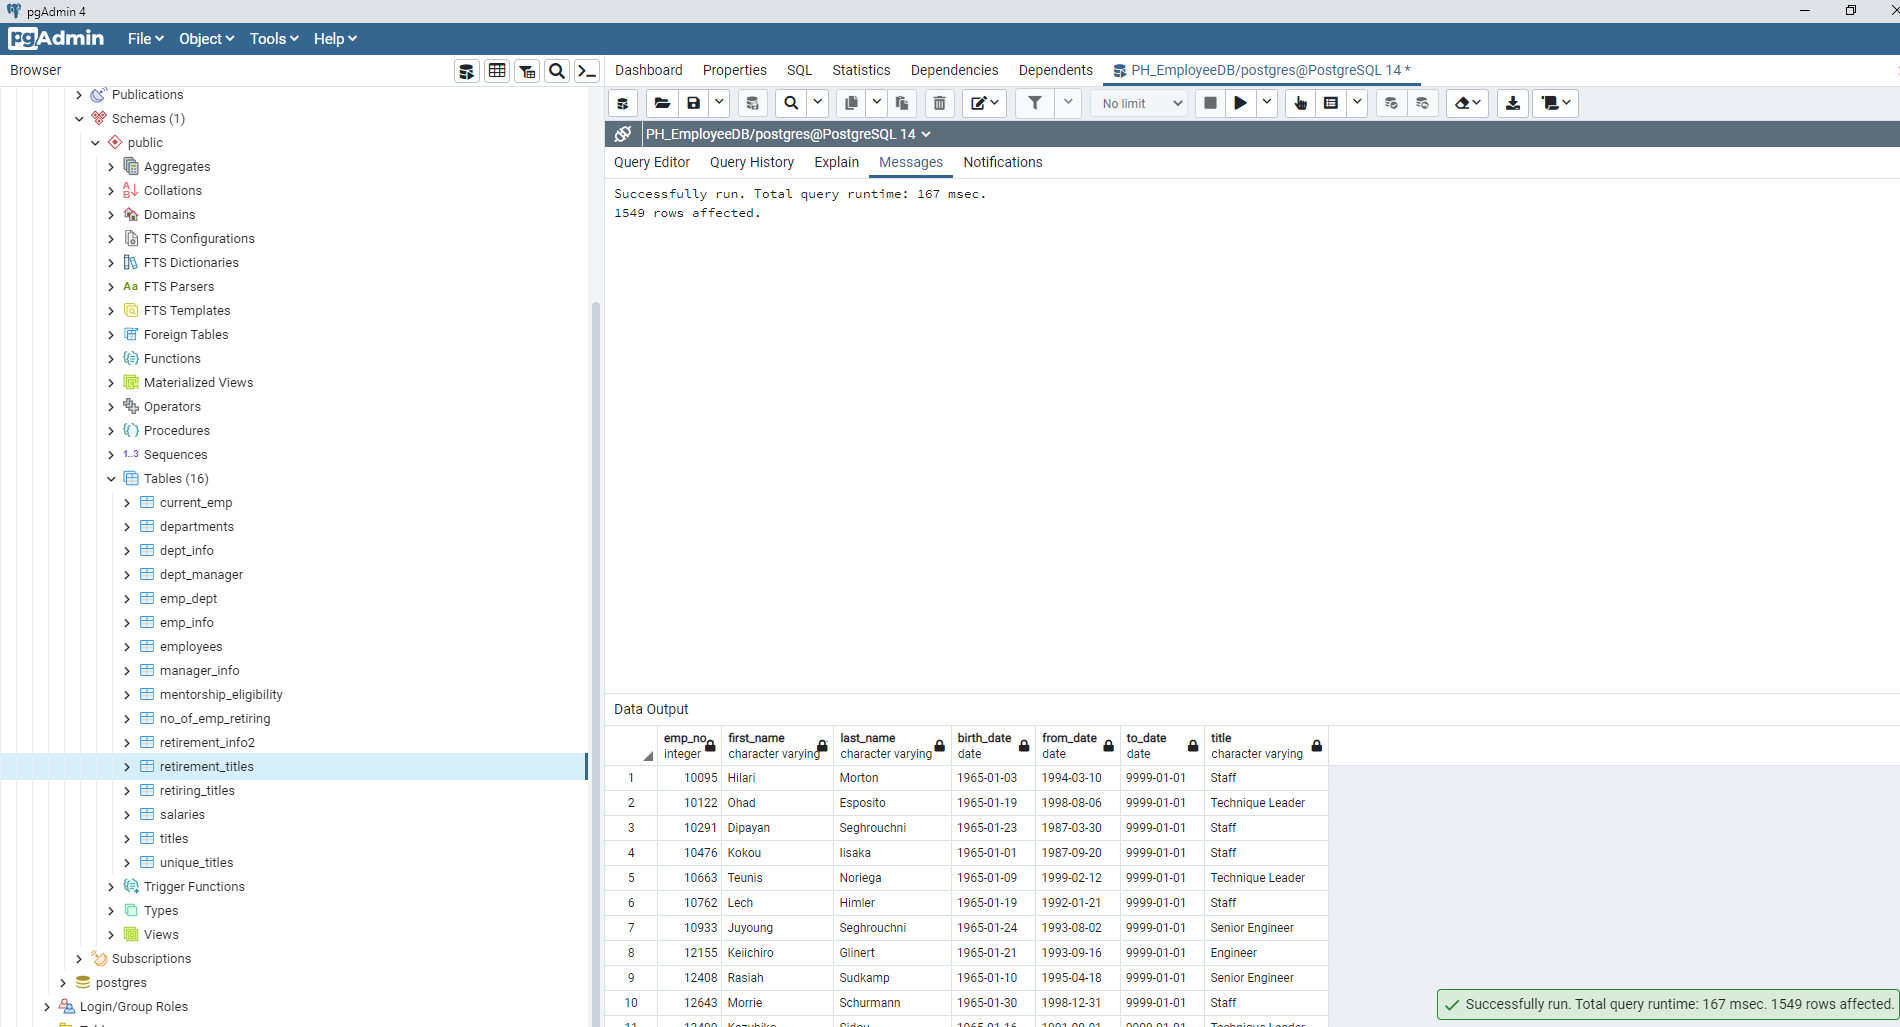 pgAdmin 4
pgAdmin File Object Tools Help
Browser
Dashboard Properties SQL Statistics Dependencies Dependents PH_EmployeeDB/postgres@PostgreSQL 14 *
No limit
PH_EmployeeDB/postgres@PostgreSQL 14
Query Editor Query History Explain Messages Notifications
Successfully run. Total query runtime: 167 msec.
1549 rows affected.
Publications
Schemas (1)
public
Aggregates
Collations
Domains
FTS Configurations
FTS Dictionaries
Aa FTS Parsers
FTS Templates
Foreign Tables
Functions
Materialized Views
Operators
Procedures
1..3 Sequences
Tables (16)
current_emp
departments
dept_info
dept_manager
emp_dept
emp_info
employees
manager_info
mentorship_eligibility
no_of_emp_retiring
retirement_info2
retirement_titles
retiring_titles
salaries
titles
unique_titles
Trigger Functions
Types
Views
Subscriptions
postgres
Login/Group Roles
Data Output
emp_no first_name last_name birth_date from_date to_date title
integer character varying character varying date date date character varying
1 10095 Hilari Morton 1965-01-03 1994-03-10 9999-01-01 Staff
2 10122 Ohad Esposito 1965-01-19 1998-08-06 9999-01-01 Technique Leader
3 10291 Dipayan Seghrouchni 1965-01-23 1987-03-30 9999-01-01 Staff
4 10476 Kokou Iisaka 1965-01-01 1987-09-20 9999-01-01 Staff
5 10663 Teunis Noriega 1965-01-09 1999-02-12 9999-01-01 Technique Leader
6 10762 Lech Himler 1965-01-19 1992-01-21 9999-01-01 Staff
7 10933 Juyoung Seghrouchni 1965-01-24 1993-08-02 9999-01-01 Senior Engineer
8 12155 Keiichiro Glinert 1965-01-21 1993-09-16 9999-01-01 Engineer
9 12408 Rasiah Sudkamp 1965-01-10 1995-04-18 9999-01-01 Senior Engineer
10 12643 Morrie Schurmann 1965-01-30 1998-12-31 9999-01-01 Staff
Successfully run. Total query runtime: 167 msec. 1549 rows affected.